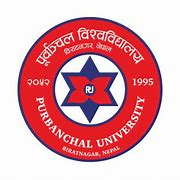 पूर्वाञ्चल विश्वविद्यालय
विराटनगर, नेपाल
२०५२
PU
1995
PURBANCHAL UNIVERSITY
BIRATNAGAR, NEPAL